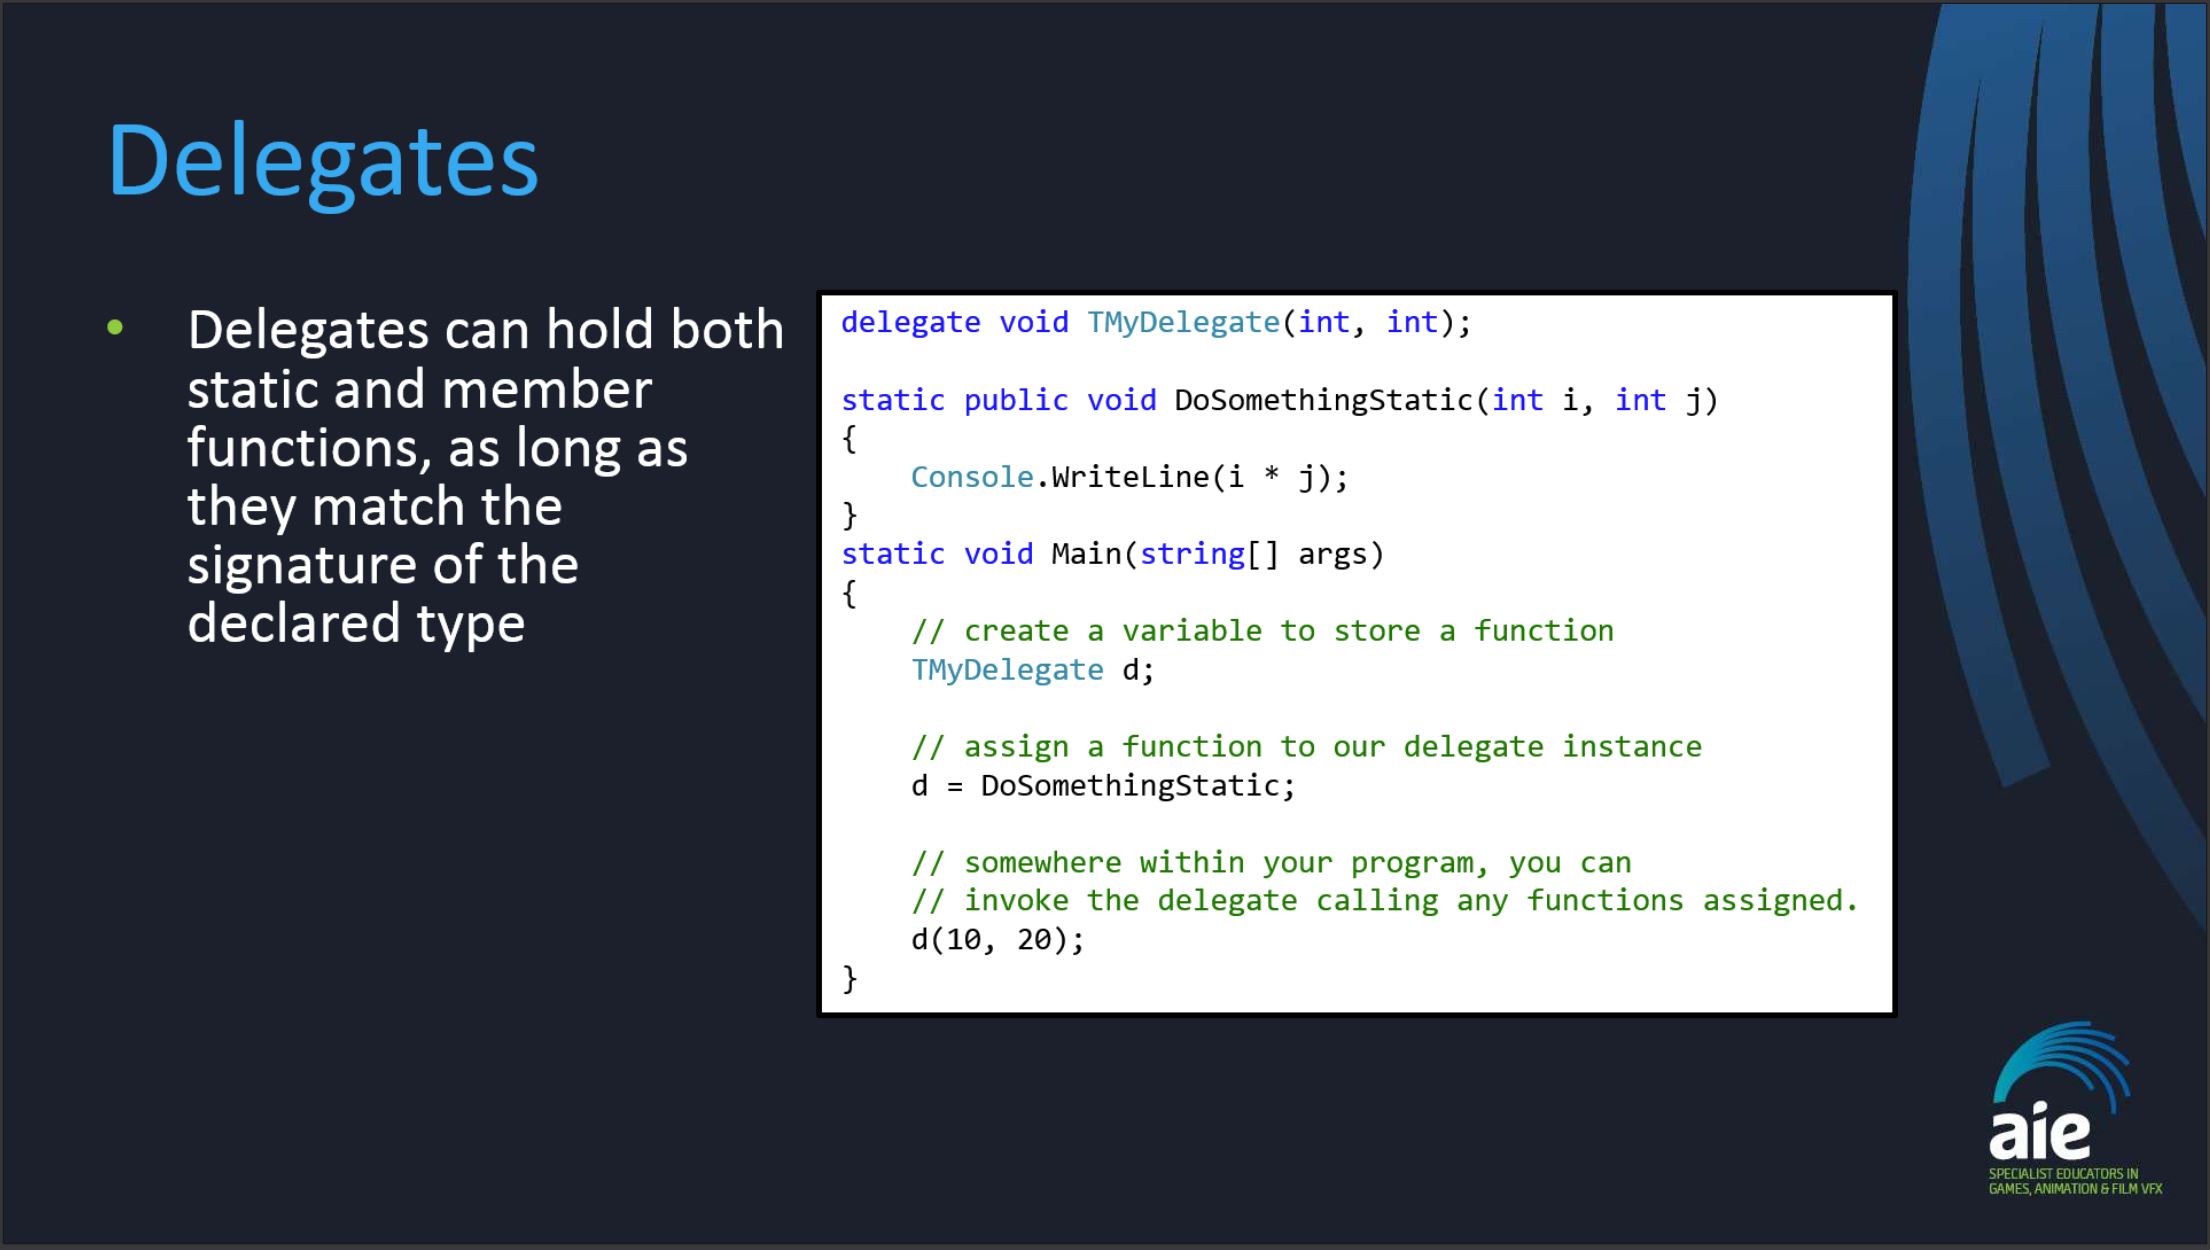 Delegates
• Delegates can hold both
static and member
functions, as long as
they match the
signature of the
declared type
delegate void TMyDelegate(int, int);
static public void DoSomethingStatic(int i, int j)
{
    Console.WriteLine(i * j);
}
static void Main(string[] args)
{
    // create a variable to store a function
    TMyDelegate d;
    // assign a function to our delegate instance
    d = DoSomethingStatic;
    // somewhere within your program, you can
    // invoke the delegate calling any functions assigned.
    d(10, 20);
}
aie
SPECIALIST EDUCATORS IN
GAMES, ANIMATION & FILM VFX